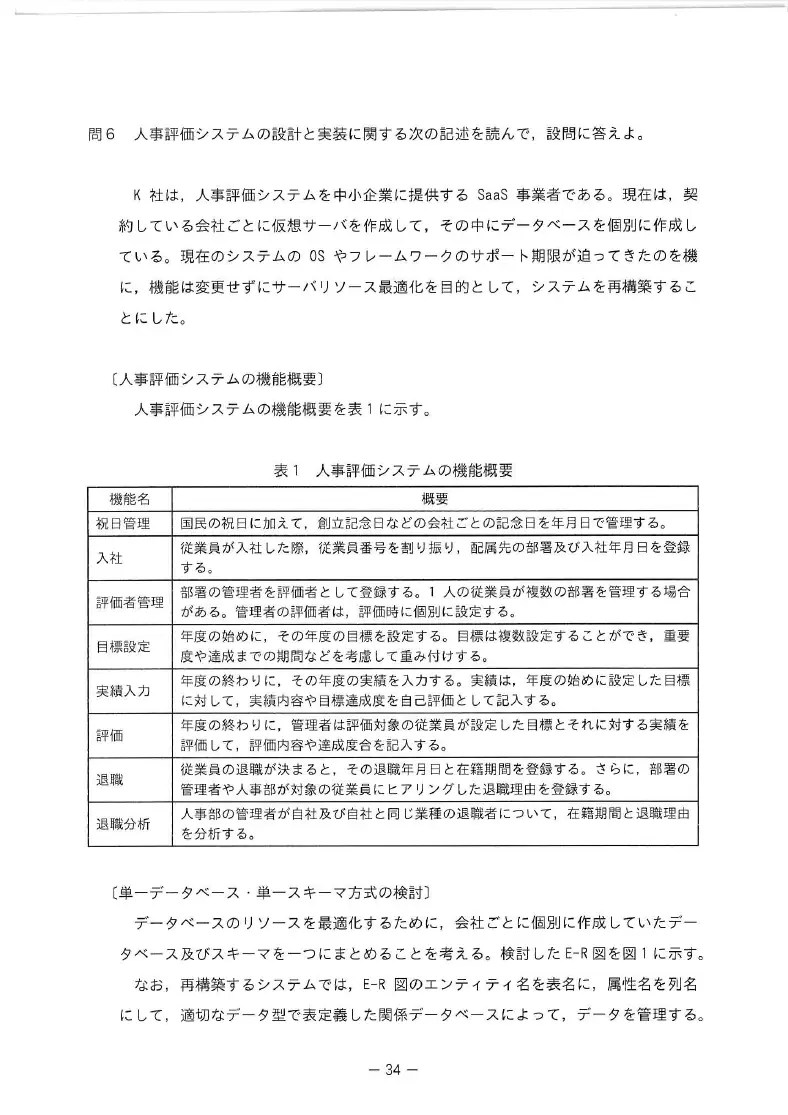 問6 人事評価システムの設計と実装に関する次の記述を読んで，設問に答えよ。
K 社は，人事評価システムを中小企業に提供する SaaS 事業者である。現在は，契
約している会社ごとに仮想サーバを作成して，その中にデータベースを個別に作成し
ている。現在のシステムの OS やフレームワークのサポート期限が迫ってきたのを機
に，機能は変更せずにサーバリソース最適化を目的として，システムを再構築するこ
とにした。
〔人事評価システムの機能概要〕
人事評価システムの機能概要を表1に示す。
表1 人事評価システムの機能概要
機能名 概要
祝日管理 国民の祝日に加えて，創立記念日などの会社ごとの記念日を年月日で管理する。
入社 従業員が入社した際，従業員番号を割り振り，配属先の部署及び入社年月日を登録
する。
評価者管理 部署の管理者を評価者として登録する。1 人の従業員が複数の部署を管理する場合
がある。管理者の評価者は，評価時に個別に設定する。
目標設定 年度の始めに，その年度の目標を設定する。目標は複数設定することができ，重要
度や達成までの期間などを考慮して重み付けする。
実績入力 年度の終わりに，その年度の実績を入力する。実績は，年度の始めに設定した目標
に対して，実績内容や目標達成度を自己評価として記入する。
評価 年度の終わりに，管理者は評価対象の従業員が設定した目標とそれに対する実績を
評価して，評価内容や達成度合を記入する。
退職 従業員の退職が決まると，その退職年月日と在籍期間を登録する。さらに，部署の
管理者や人事部が対象の従業員にヒアリングした退職理由を登録する。
退職分析 人事部の管理者が自社及び自社と同じ業種の退職者について，在籍期間と退職理由
を分析する。
〔単一データベース・単一スキーマ方式の検討〕
データベースのリソースを最適化するために，会社ごとに個別に作成していたデー
タベース及びスキーマを一つにまとめることを考える。検討した E-R 図を図1に示す。
なお，再構築するシステムでは，E-R 図のエンティティ名を表名に，属性名を列名
にして，適切なデータ型で表定義した関係データベースによって，データを管理する。
－ 34 －